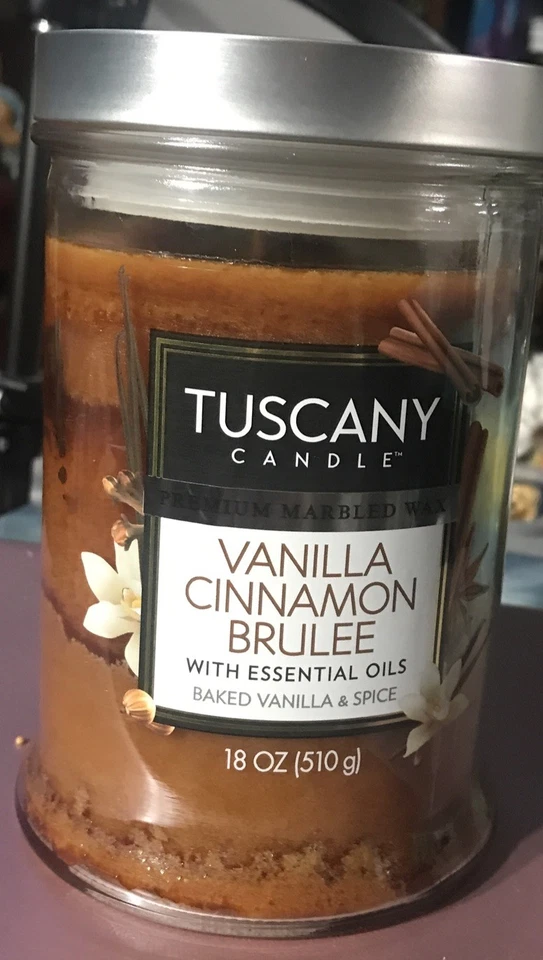 TUSCANY
CANDLE™
PREMIUM MARBLED WAX
VANILLA
CINNAMON
BRULEE
WITH ESSENTIAL OILS
BAKED VANILLA & SPICE
18 OZ (510 g)